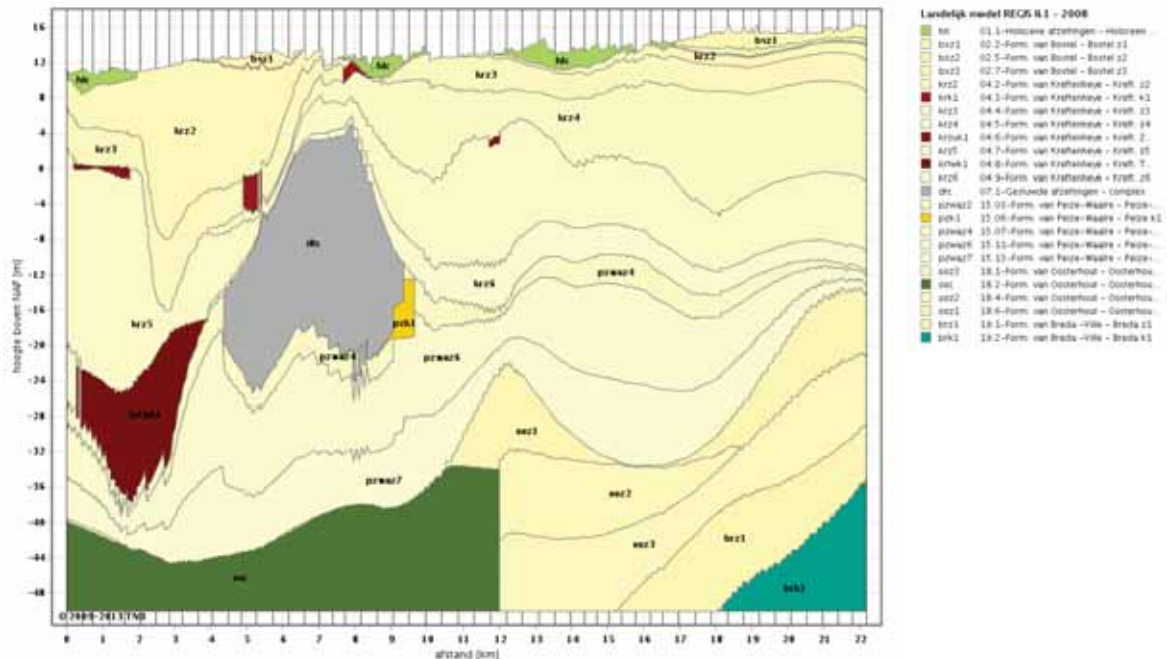 Landelijk model REGIS II.1 - 2008
hlc 01.1-Holocene afzettingen - Holoceen ...
bxz1 02.2-Form. van Boxtel - Boxtel z1
bxz2 02.5-Form. van Boxtel - Boxtel z2
bxz3 02.7-Form. van Boxtel - Boxtel z3
krz2 04.2-Form. van Kreftenheye - Kreft. z2
krk1 04.3-Form. van Kreftenheye - Kreft. k1
krz3 04.4-Form. van Kreftenheye - Kreft. z3
krz4 04.5-Form. van Kreftenheye - Kreft. z4
krzuk1 04.6-Form. van Kreftenheye - Kreft. Z...
krz5 04.7-Form. van Kreftenheye - Kreft. z5
krtwk1 04.8-Form. van Kreftenheye - Kreft. T...
krz6 04.9-Form. van Kreftenheye - Kreft. z6
dtc 07.1-Gestuwde afzettingen - complex
pzwaz2 15.03-Form. van Peize-Waalre - Peize-...
pzk1 15.06-Form. van Peize-Waalre - Peize k1
pzwaz4 15.07-Form. van Peize-Waalre - Peize-...
pzwaz6 15.11-Form. van Peize-Waalre - Peize-...
pzwaz7 15.13-Form. van Peize-Waalre - Peize-...
ooz3 18.1-Form. van Oosterhout - Oosterhou...
ooc 18.2-Form. van Oosterhout - Oosterhou...
ooz2 18.4-Form. van Oosterhout - Oosterhou...
ooz1 18.6-Form. van Oosterhout - Oosterhou...
brz1 19.1-Form. van Breda -Ville - Breda z1
brk1 19.2-Form. van Breda -Ville - Breda k1
hoogte boven NAP [m]
16
12
8
4
0
-4
-8
-12
-16
-20
-24
-28
-32
-36
-40
-44
-48
hlc
bxz1
hlc
hlc
bxz1
krz2
krz3
krz4
krz2
krz3
dtc
krz6
pzwaz4
krz5
pzk1
pzwaz4
pzwaz6
ooz3
pzwaz7
ooz2
ooz3
brz1
ooc
brk1
© 2009-2013 TNO
0 1 2 3 4 5 6 7 8 9 10 11 12 13 14 15 16 17 18 19 20 21 22
afstand [km]